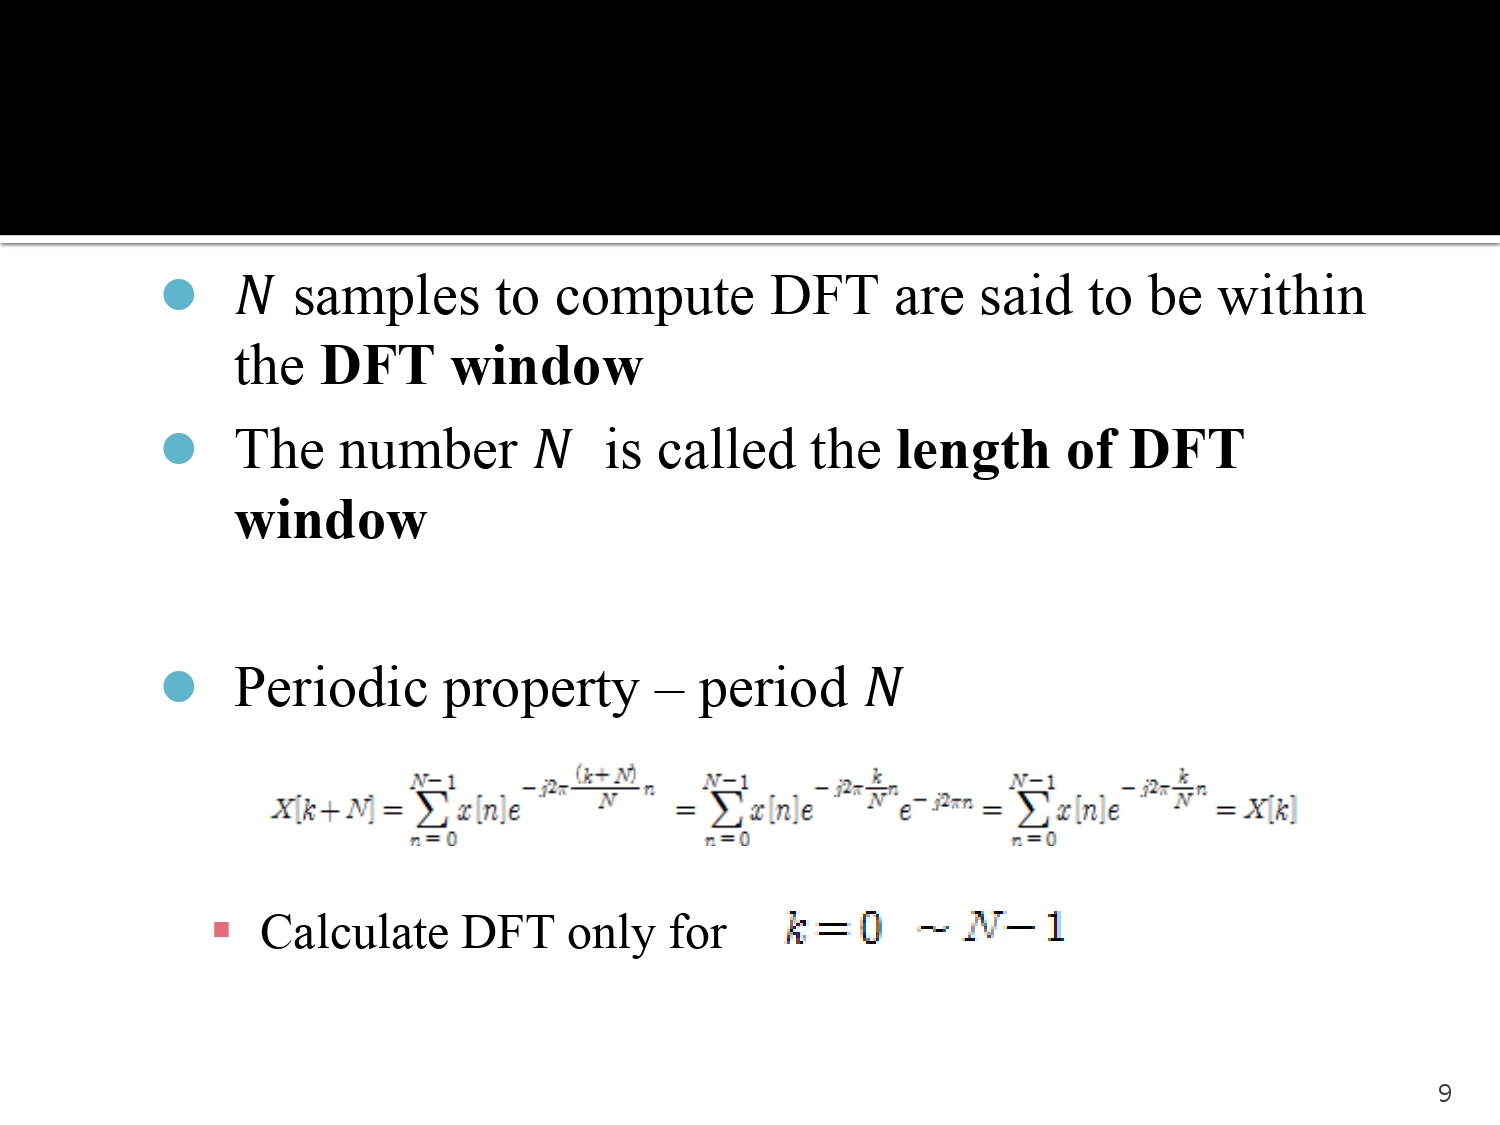 N samples to compute DFT are said to be within
the DFT window
The number N is called the length of DFT
window
Periodic property – period N
X[k+N] = \sum_{n=0}^{N-1} x[n]e^{-j2\pi\frac{(k+N)}{N}n} = \sum_{n=0}^{N-1} x[n]e^{-j2\pi\frac{k}{N}n}e^{-j2\pi n} = \sum_{n=0}^{N-1} x[n]e^{-j2\pi\frac{k}{N}n} = X[k]
Calculate DFT only for k=0 ~ N-1
9